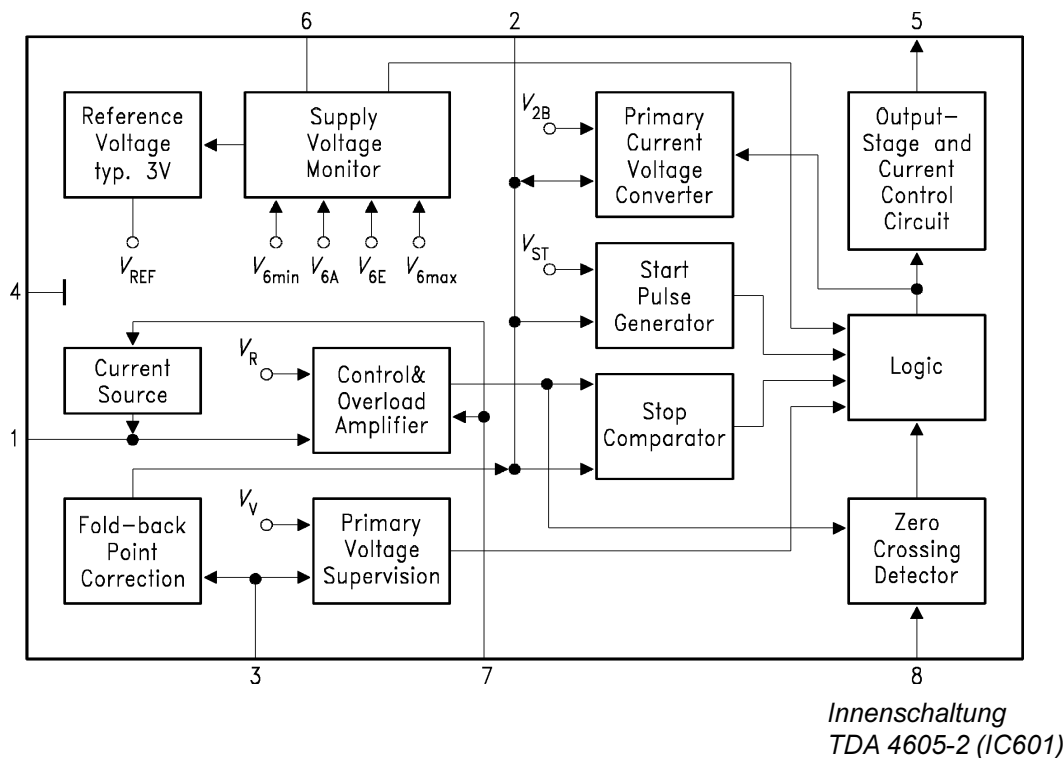 6
2
5
Reference
Voltage
typ. 3V
Supply
Voltage
Monitor
V2B
Primary
Current
Voltage
Converter
Output-
Stage and
Current
Control
Circuit
VREF
V6min
V6A
V6E
V6max
VST
Start
Pulse
Generator
4
Current
Source
VR
Control&
Overload
Amplifier
Stop
Comparator
Logic
1
Fold-back
Point
Correction
VV
Primary
Voltage
Supervision
Zero
Crossing
Detector
3
7
8
Innenschaltung
TDA 4605-2 (IC601)